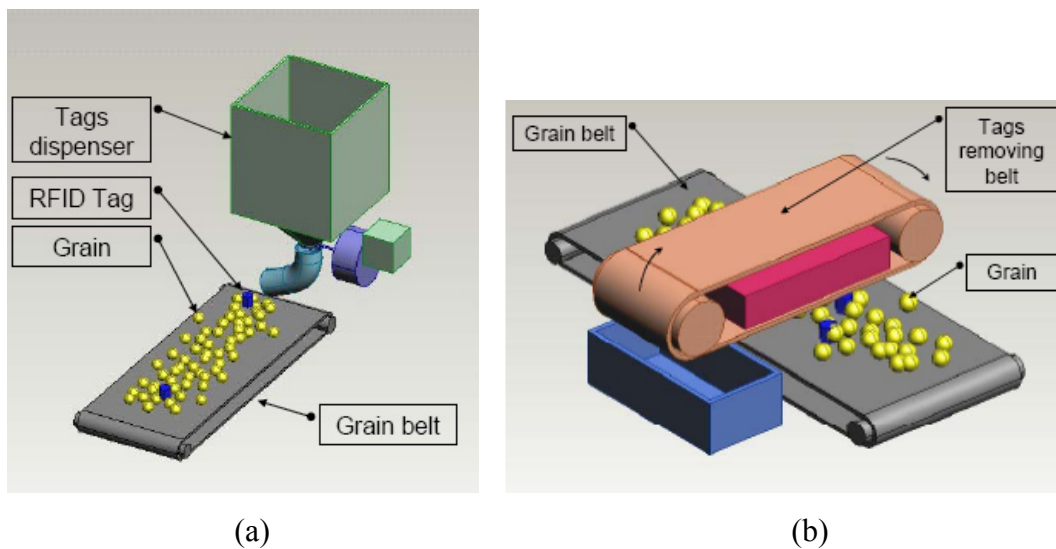 Tags
dispenser
RFID Tag
Grain
Grain belt
(a)
Grain belt
Tags
removing
belt
Grain
(b)